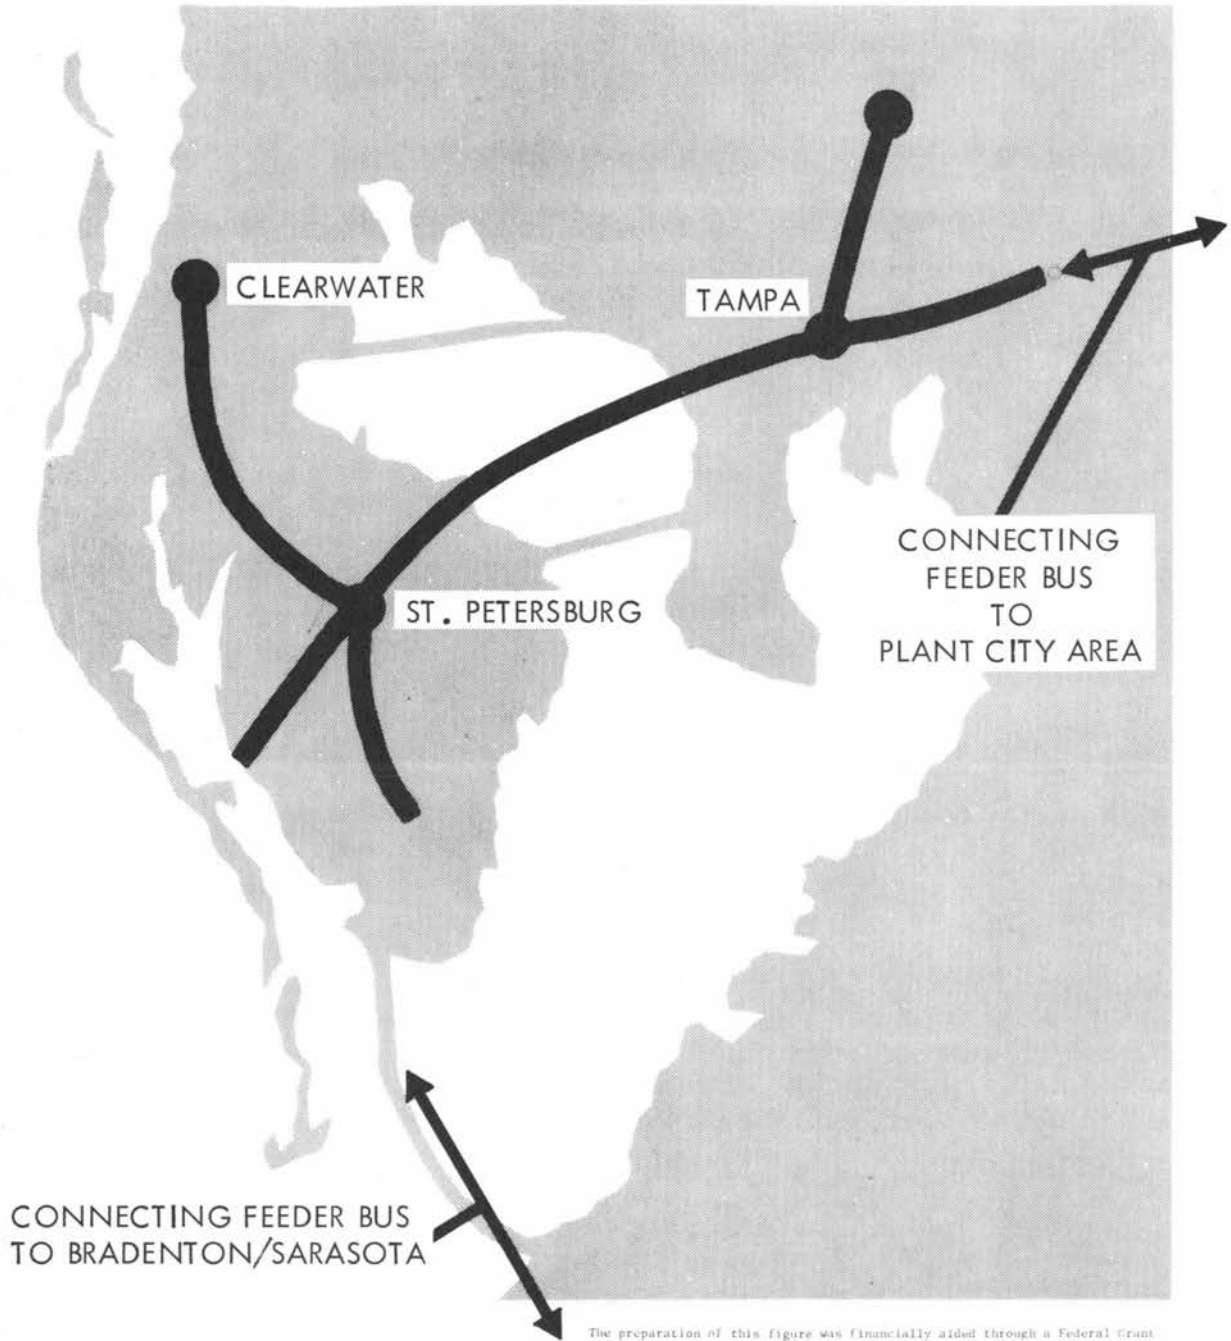 CLEARWATER
TAMPA
CONNECTING
FEEDER BUS
TO
PLANT CITY AREA
ST. PETERSBURG
CONNECTING FEEDER BUS
TO BRADENTON/SARASOTA
The preparation of this figure was financially aided through a Federal Grant